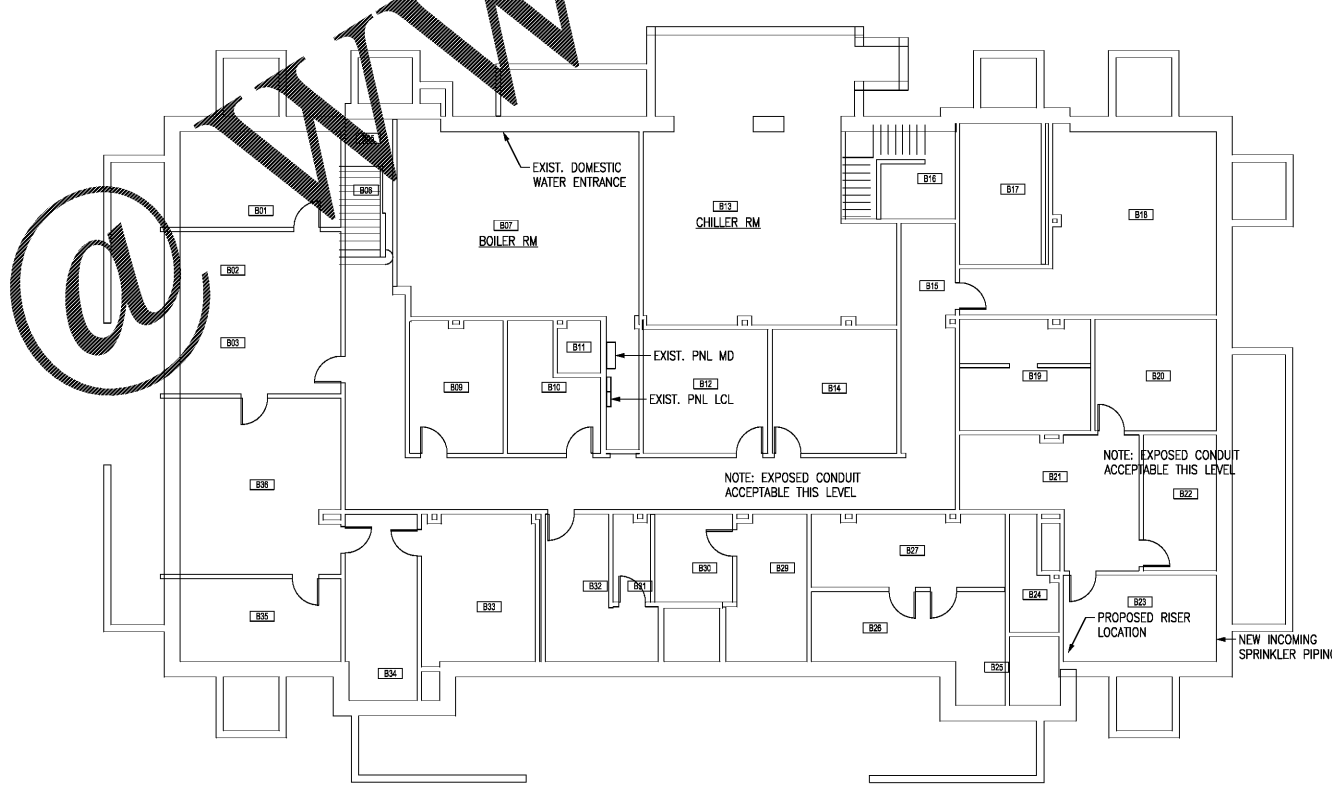 @ WW
B05
EXIST. DOMESTIC
WATER ENTRANCE
B01
B06
B07
BOILER RM
B13
CHILLER RM
B16
B17
B18
B02
B15
B03
B11
EXIST. PNL MD
B09
B10
EXIST. PNL LCL
B12
B14
B19
B20
NOTE: EXPOSED CONDUIT
ACCEPTABLE THIS LEVEL
NOTE: EXPOSED CONDUIT
ACCEPTABLE THIS LEVEL
B36
B21
B22
B27
B32
B31
B30
B29
B24
B33
B23
PROPOSED RISER
LOCATION
B35
B26
NEW INCOMING
SPRINKLER PIPING
B34
B25